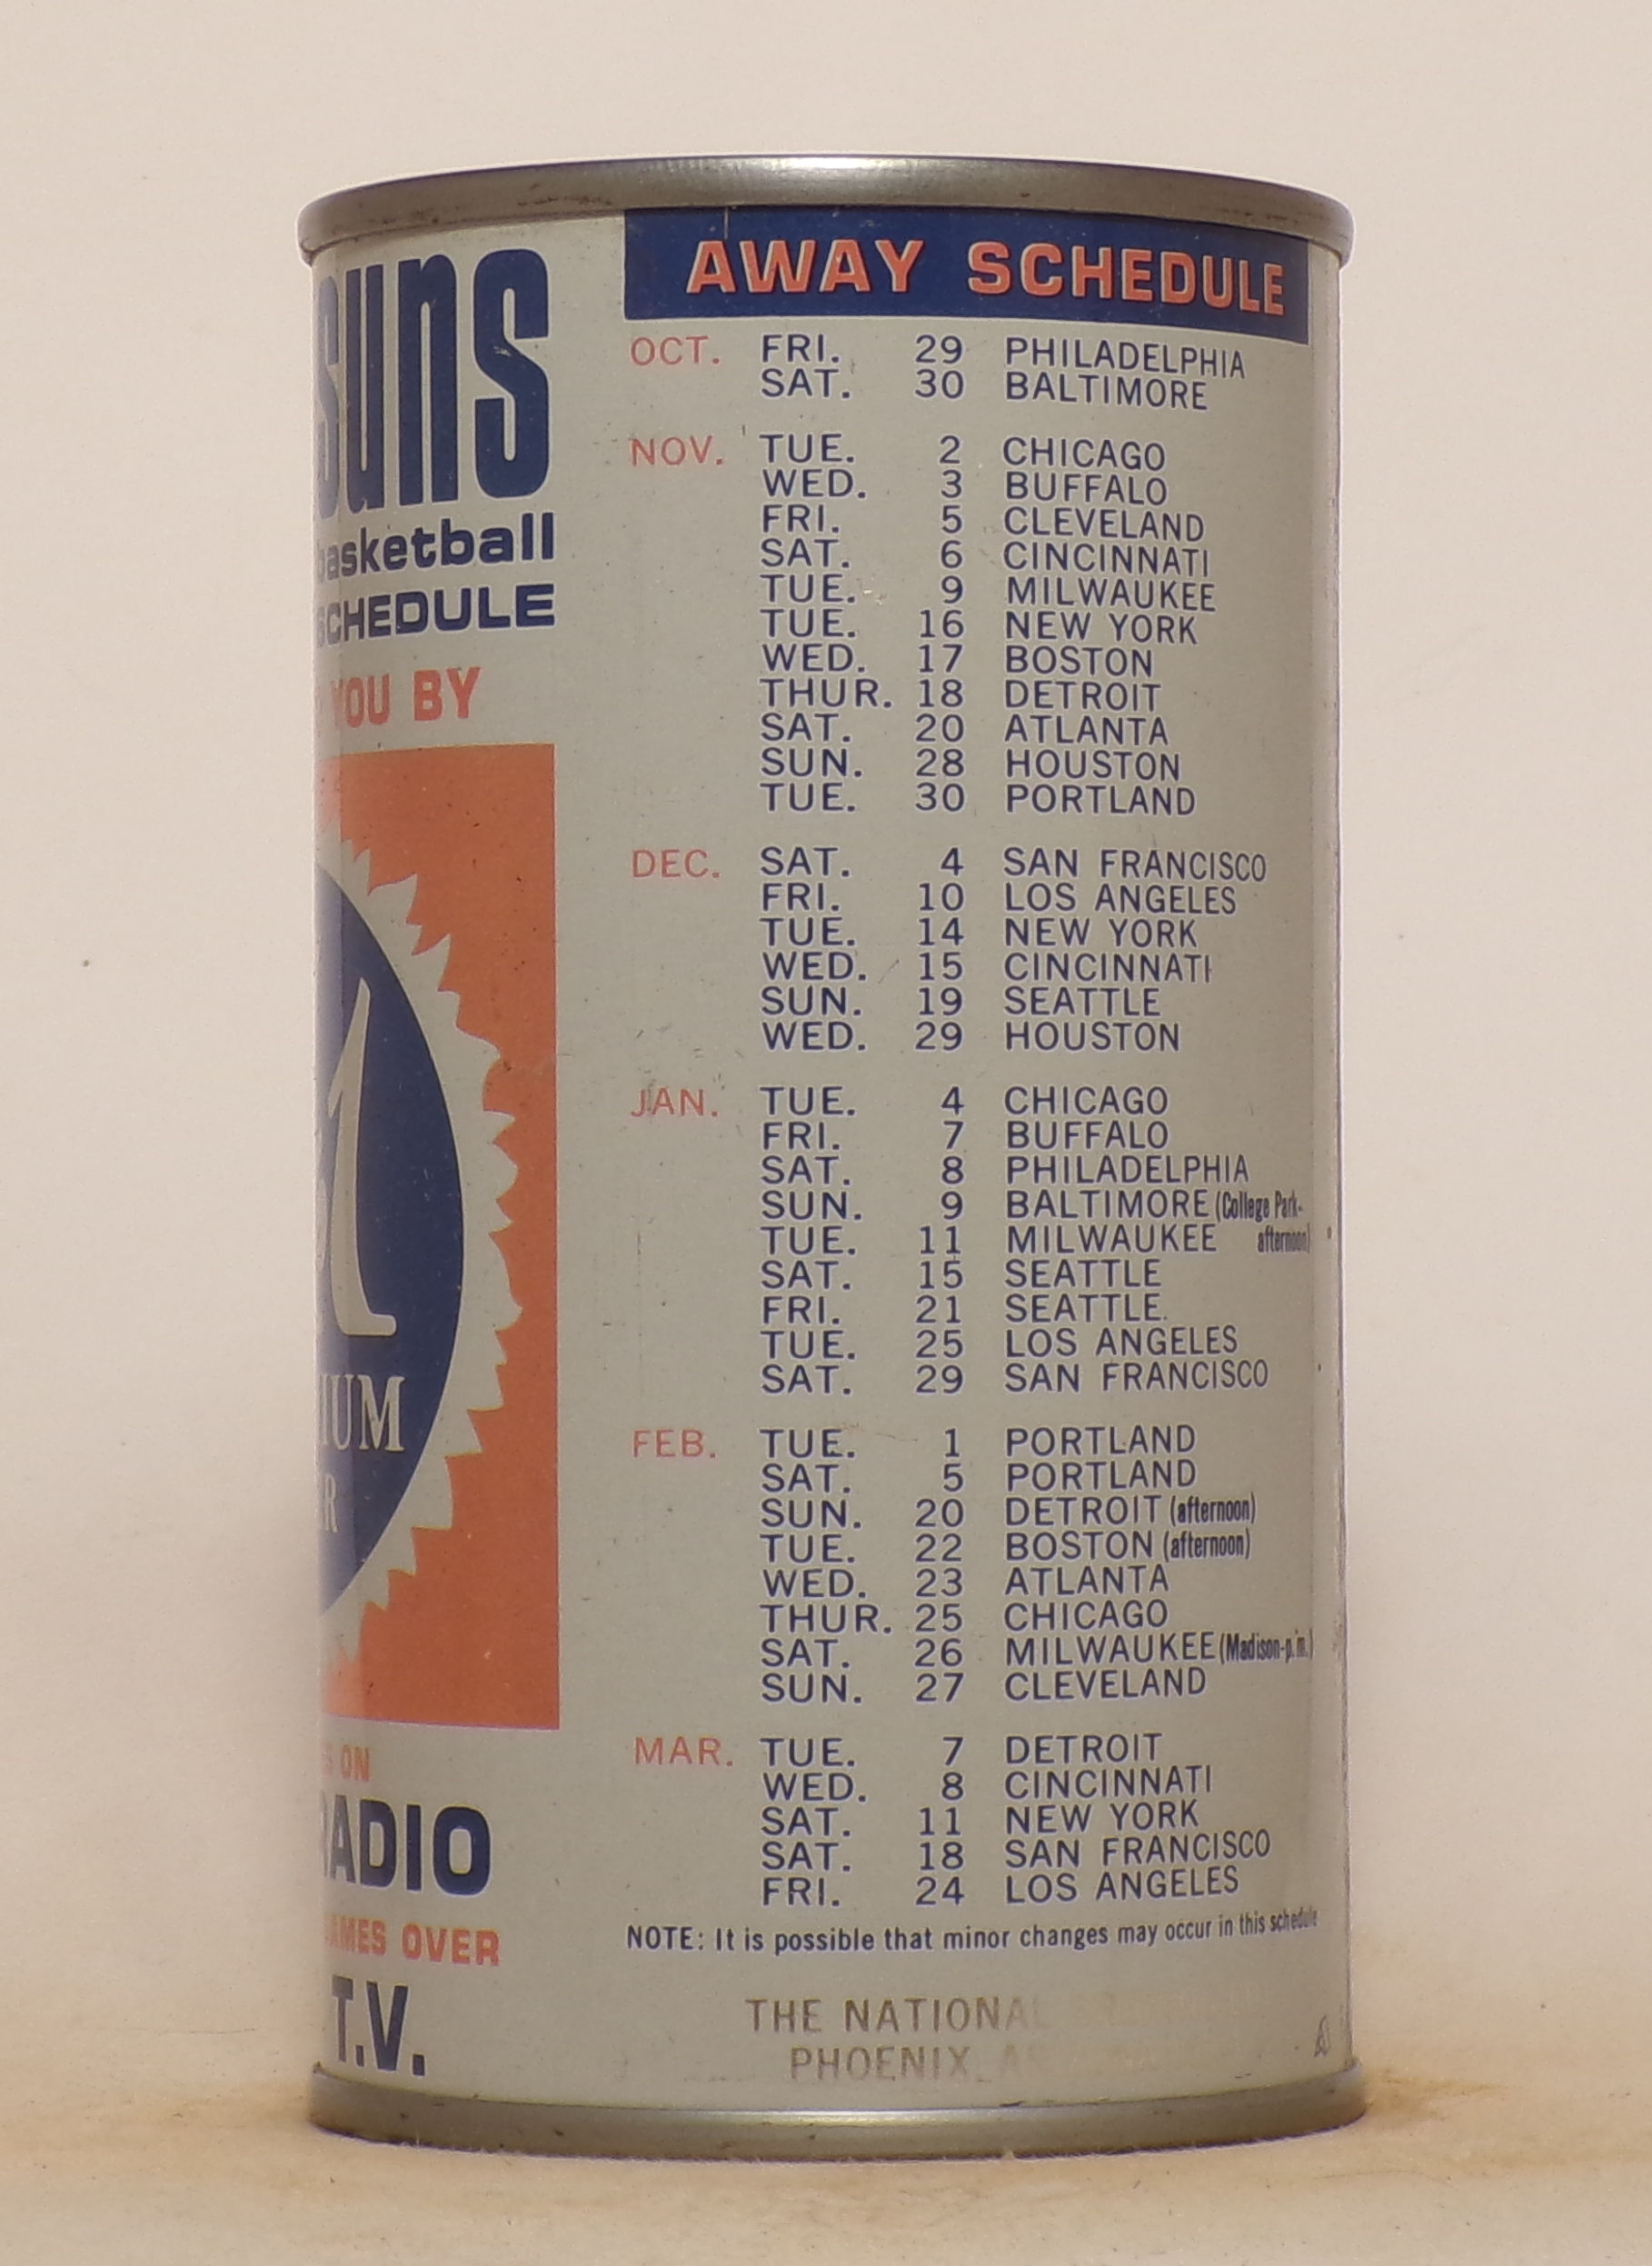 suns
basketball
SCHEDULE
YOU BY
ON
RADIO
OVER
T.V.
AWAY SCHEDULE
OCT. FRI. 29 PHILADELPHIA
SAT. 30 BALTIMORE
NOV. TUE. 2 CHICAGO
WED. 3 BUFFALO
FRI. 5 CLEVELAND
SAT. 6 CINCINNATI
TUE. 9 MILWAUKEE
TUE. 16 NEW YORK
WED. 17 BOSTON
THUR. 18 DETROIT
SAT. 20 ATLANTA
SUN. 28 HOUSTON
TUE. 30 PORTLAND
DEC. SAT. 4 SAN FRANCISCO
FRI. 10 LOS ANGELES
TUE. 14 NEW YORK
WED. 15 CINCINNATI
SUN. 19 SEATTLE
WED. 29 HOUSTON
JAN. TUE. 4 CHICAGO
FRI. 7 BUFFALO
SAT. 8 PHILADELPHIA
SUN. 9 BALTIMORE (College Park-
TUE. 11 MILWAUKEE afternoon)
SAT. 15 SEATTLE
FRI. 21 SEATTLE
TUE. 25 LOS ANGELES
SAT. 29 SAN FRANCISCO
FEB. TUE. 1 PORTLAND
SAT. 5 PORTLAND
SUN. 20 DETROIT (afternoon)
TUE. 22 BOSTON (afternoon)
WED. 23 ATLANTA
THUR. 25 CHICAGO
SAT. 26 MILWAUKEE (Madison-p.m.)
SUN. 27 CLEVELAND
MAR. TUE. 7 DETROIT
WED. 8 CINCINNATI
SAT. 11 NEW YORK
SAT. 18 SAN FRANCISCO
FRI. 24 LOS ANGELES
NOTE: It is possible that minor changes may occur in this schedule
THE NATIONAL
PHOENIX,